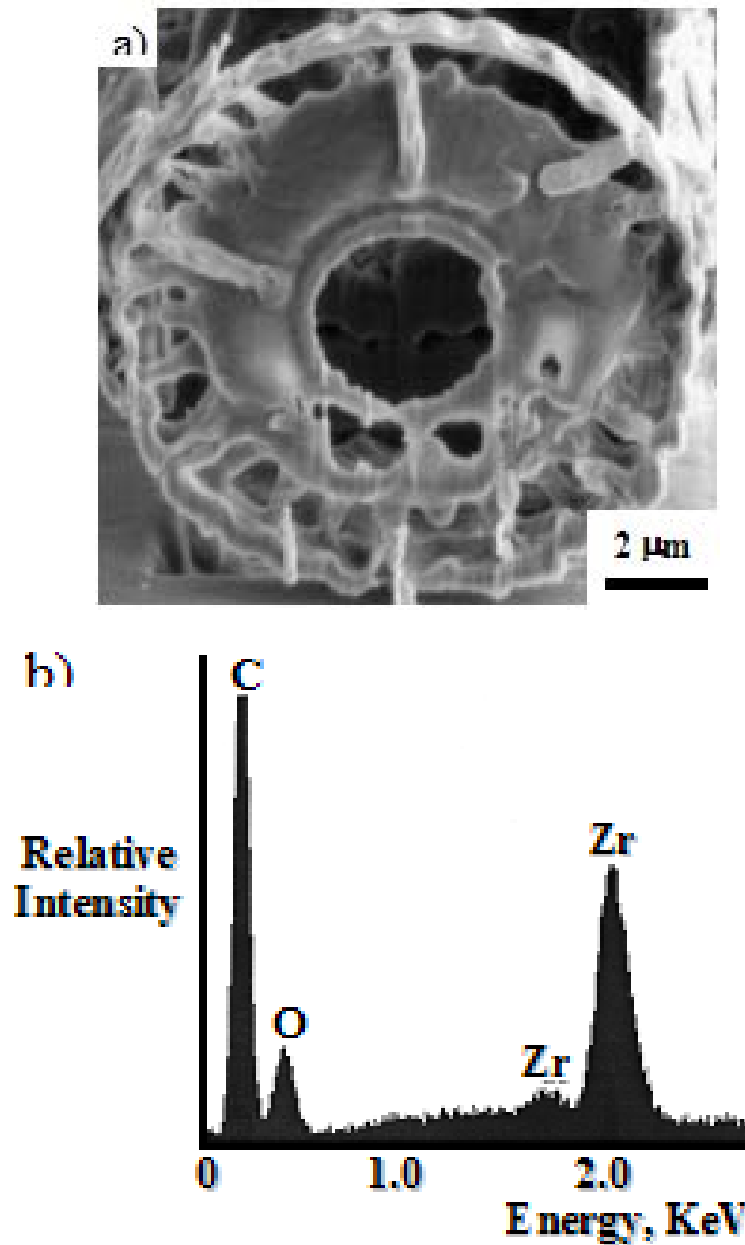 a)
2 μm
b)
C
Relative
Intensity
O
Zr
Zr
0 1.0 2.0
Energy, KeV